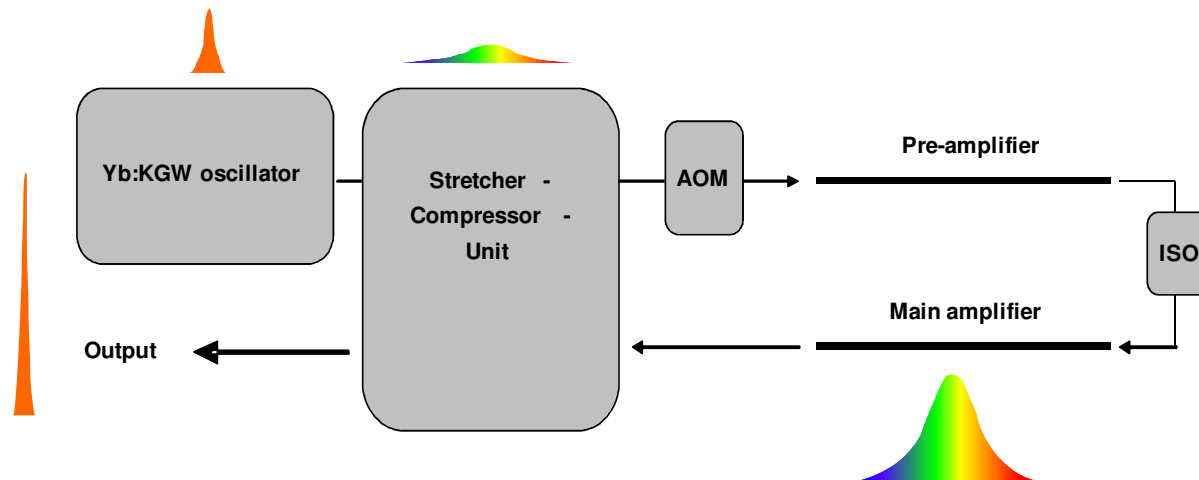 Yb:KGW oscillator
Stretcher -
Compressor -
Unit
AOM
Pre-amplifier
ISO
Main amplifier
Output